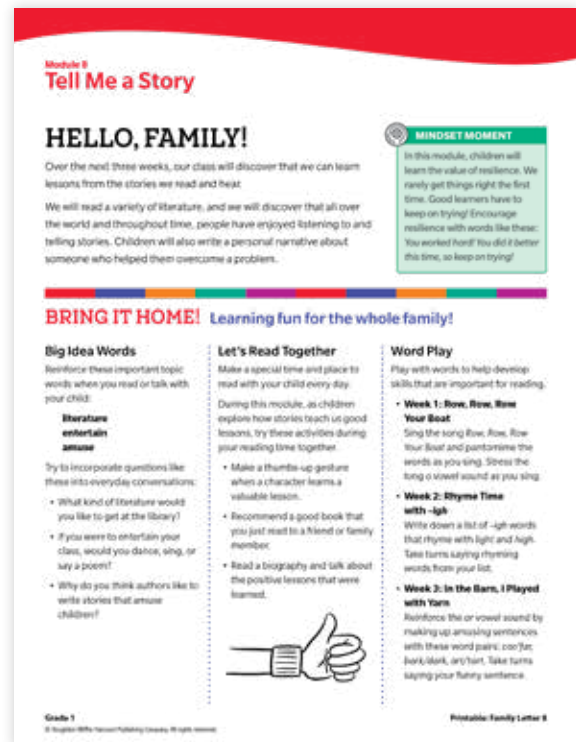 Module 8
Tell Me a Story
HELLO, FAMILY!
Over the next three weeks, our class will discover that we can learn
lessons from the stories we read and hear.
We will read a variety of literature, and we will discover that all over
the world and throughout time, people have enjoyed listening to and
telling stories. Children will also write a personal narrative about
someone who helped them overcome a problem.
MINDSET MOMENT
In this module, children will
learn the value of resilience. We
rarely get things right the first
time. Good learners have to
keep on trying! Encourage
resilience with words like these:
You worked hard! You did it better
this time, so keep on trying!
BRING IT HOME! Learning fun for the whole family!
Big Idea Words
Reinforce these important topic
words when you read or talk with
your child:
literature
entertain
amuse
Try to incorporate questions like
these into everyday conversations:
• What kind of literature would
you like to get at the library?
• If you were to entertain your
class, would you dance, sing, or
say a poem?
• Why do you think authors like to
write stories that amuse
children?
Let's Read Together
Make a special time and place to
read with your child every day.
During this module, as children
explore how stories teach us good
lessons, try these activities during
your reading time together.
• Make a thumbs-up gesture
when a character learns a
valuable lesson.
• Recommend a good book that
you just read to a friend or family
member.
• Read a biography and talk about
the positive lessons that were
learned.
Word Play
Play with words to help develop
skills that are important for reading.
• Week 1: Row, Row, Row
Your Boat
Sing the song Row, Row, Row
Your Boat and pantomime the
words as you sing. Stress the
long o vowel sound as you sing.
• Week 2: Rhyme Time
with -igh
Write down a list of -igh words
that rhyme with light and high.
Take turns saying rhyming
words from your list.
• Week 3: In the Barn, I Played
with Yarn
Reinforce the ar vowel sound by
making up amusing sentences
with these word pairs: car/far,
bark/dark, art/tart. Take turns
saying your funny sentence.
Grade 1
© Houghton Mifflin Harcourt Publishing Company. All rights reserved.
Printable: Family Letter 8